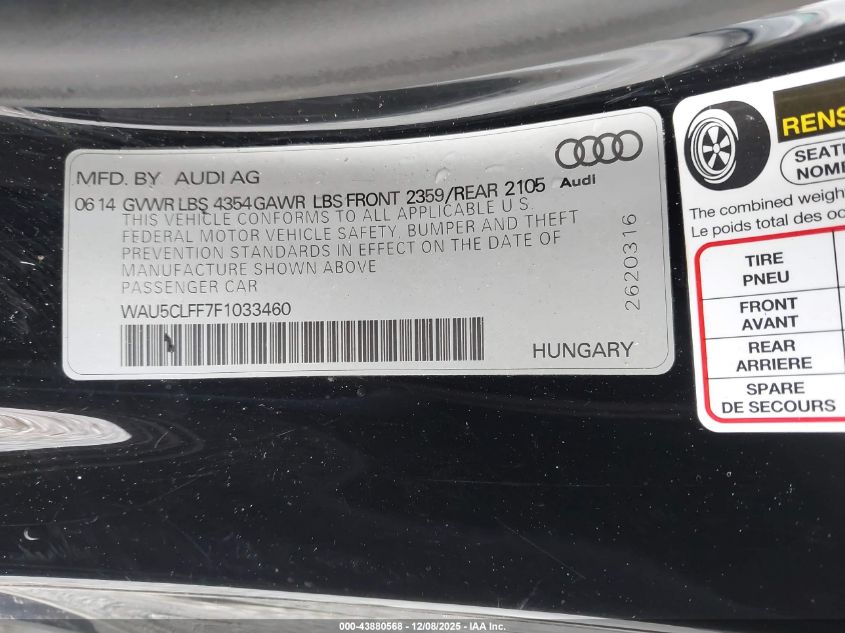 MFD. BY AUDI AG
Audi
06 14 GVWR LBS 4354 GAWR LBS FRONT 2359/REAR 2105
THIS VEHICLE CONFORMS TO ALL APPLICABLE U S.
FEDERAL MOTOR VEHICLE SAFETY, BUMPER AND THEFT
PREVENTION STANDARDS IN EFFECT ON THE DATE OF
MANUFACTURE SHOWN ABOVE
PASSENGER CAR
WAU5CLFF7F1033460
HUNGARY
2620316
RENS
SEATI
NOMB
The combined weigh
Le poids total des oc
TIRE
PNEU
FRONT
AVANT
REAR
ARRIERE
SPARE
DE SECOURS
000-43880568 - 12/08/2025 - IAA Inc.